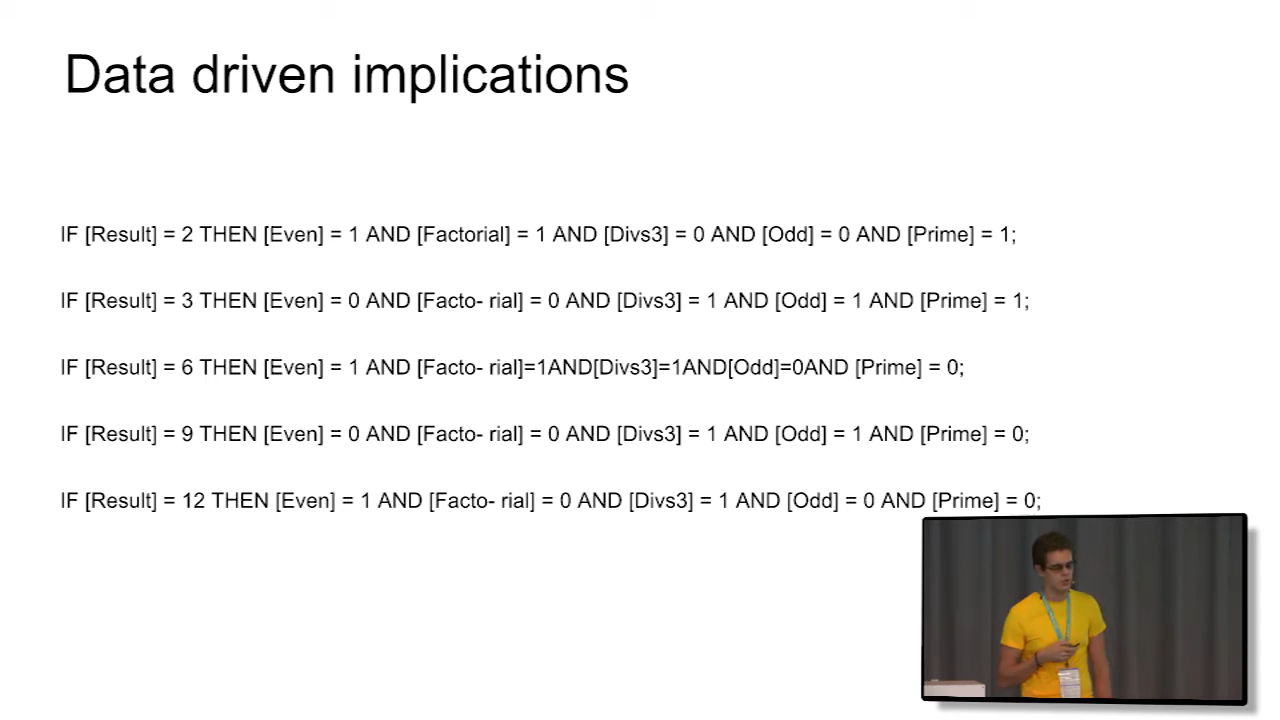 Data driven implications
IF [Result] = 2 THEN [Even] = 1 AND [Factorial] = 1 AND [Divs3] = 0 AND [Odd] = 0 AND [Prime] = 1;
IF [Result] = 3 THEN [Even] = 0 AND [Facto- rial] = 0 AND [Divs3] = 1 AND [Odd] = 1 AND [Prime] = 1;
IF [Result] = 6 THEN [Even] = 1 AND [Facto- rial]=1AND[Divs3]=1AND[Odd]=0AND [Prime] = 0;
IF [Result] = 9 THEN [Even] = 0 AND [Facto- rial] = 0 AND [Divs3] = 1 AND [Odd] = 1 AND [Prime] = 0;
IF [Result] = 12 THEN [Even] = 1 AND [Facto- rial] = 0 AND [Divs3] = 1 AND [Odd] = 0 AND [Prime] = 0;